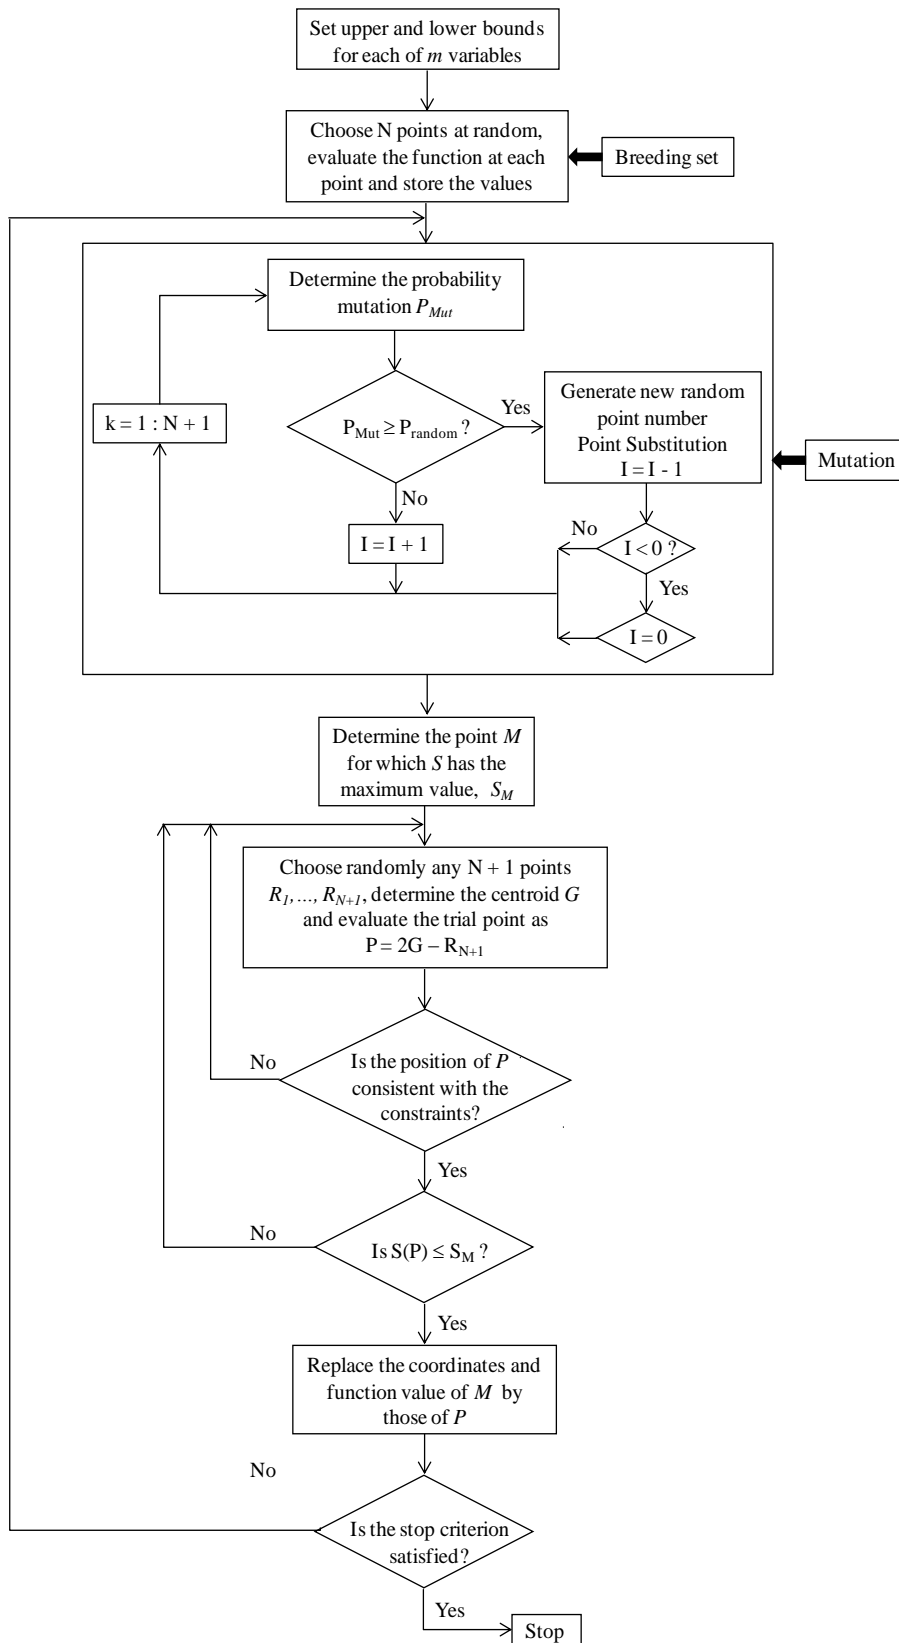 Set upper and lower bounds
for each of m variables
Choose N points at random,
evaluate the function at each
point and store the values
Breeding set
Determine the probability
mutation P_Mut
k = 1 : N + 1
P_Mut ≥ P_random ?
Yes
Generate new random
point number
Point Substitution
I = I - 1
Mutation
No
I = I + 1
No
I < 0 ?
Yes
I = 0
Determine the point M
for which S has the
maximum value, S_M
Choose randomly any N + 1 points
R_1, ..., R_N+1, determine the centroid G
and evaluate the trial point as
P = 2G – R_N+1
No
Is the position of P
consistent with the
constraints?
Yes
No
Is S(P) ≤ S_M ?
Yes
Replace the coordinates and
function value of M by
those of P
No
Is the stop criterion
satisfied?
Yes
Stop